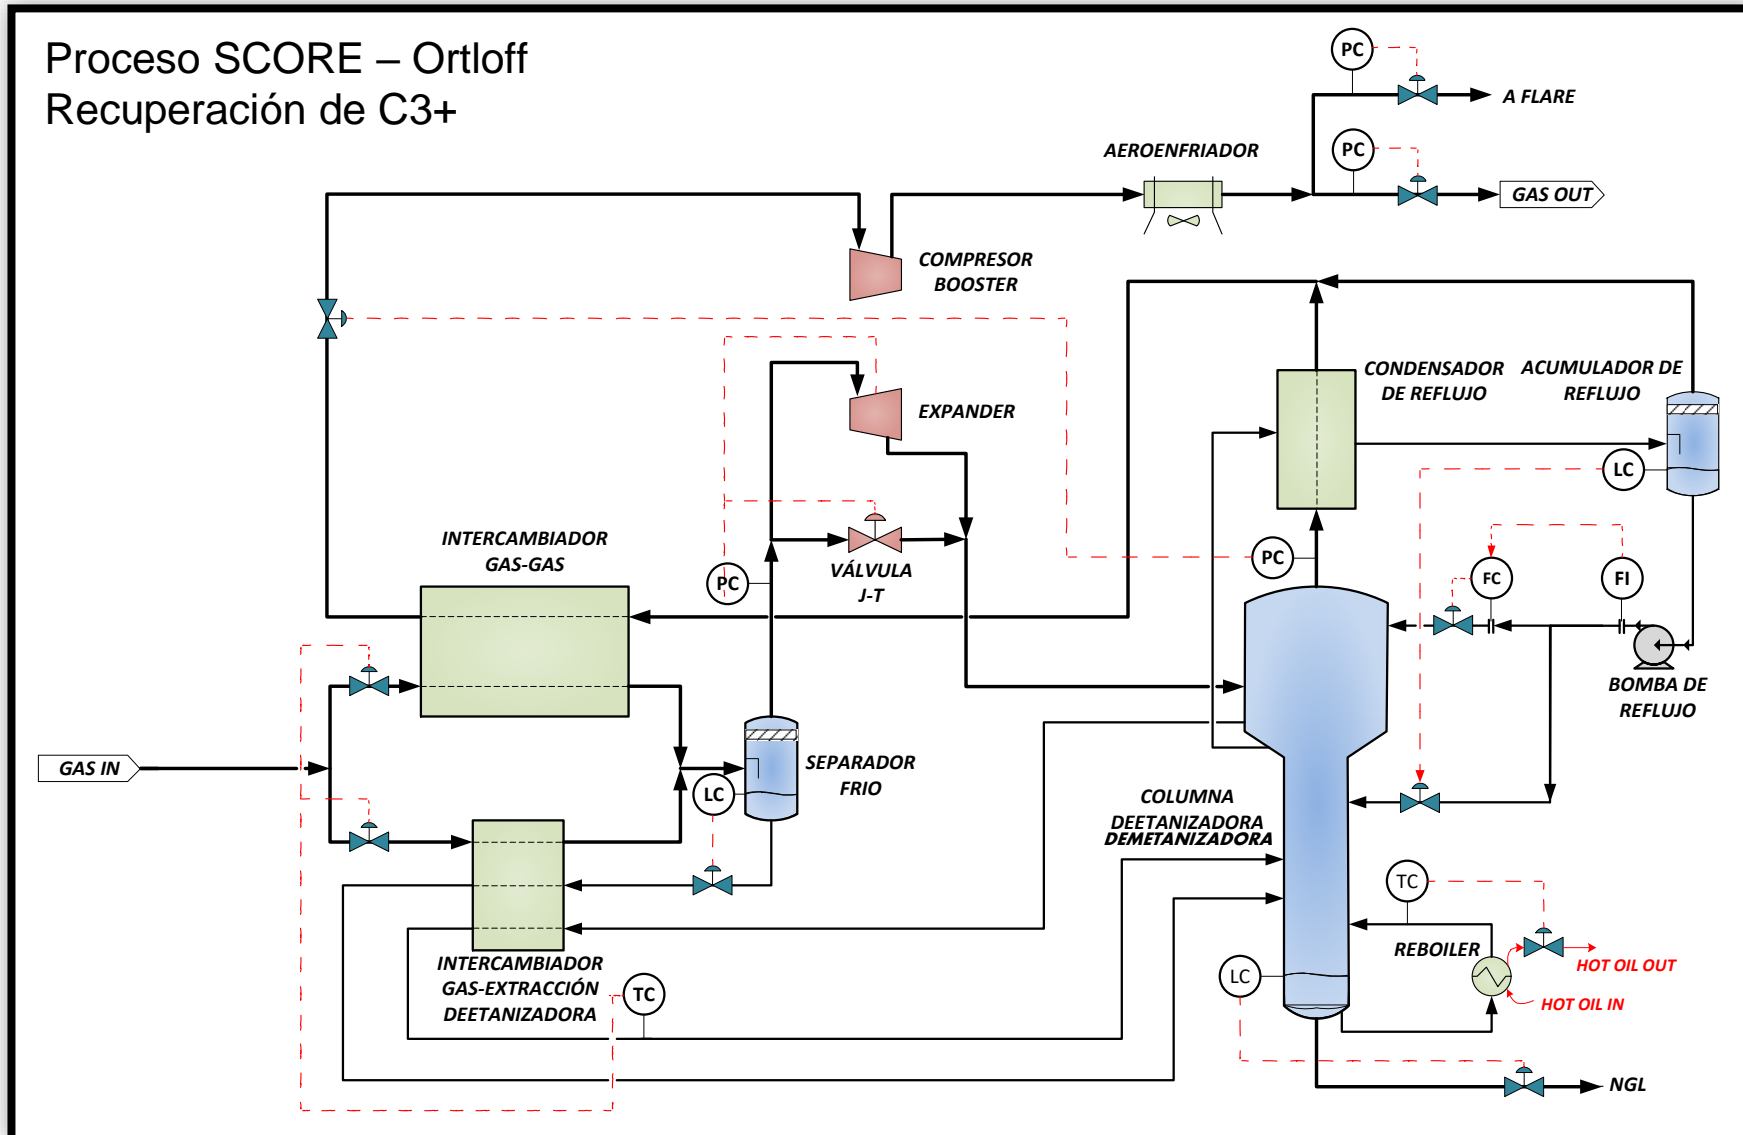 Proceso SCORE – Ortloff
Recuperación de C3+
PC
A FLARE
AEROENFRIADOR
PC
GAS OUT
COMPRESOR
BOOSTER
CONDENSADOR
DE REFLUJO
ACUMULADOR DE
REFLUJO
EXPANDER
LC
INTERCAMBIADOR
GAS-GAS
VÁLVULA
J-T
PC
PC
FC
FI
BOMBA DE
REFLUJO
GAS IN
SEPARADOR
FRIO
LC
COLUMNA
DEETANIZADORA
DEMETANIZADORA
TC
REBOILER
HOT OIL OUT
HOT OIL IN
INTERCAMBIADOR
GAS-EXTRACCIÓN
DEETANIZADORA
TC
LC
NGL